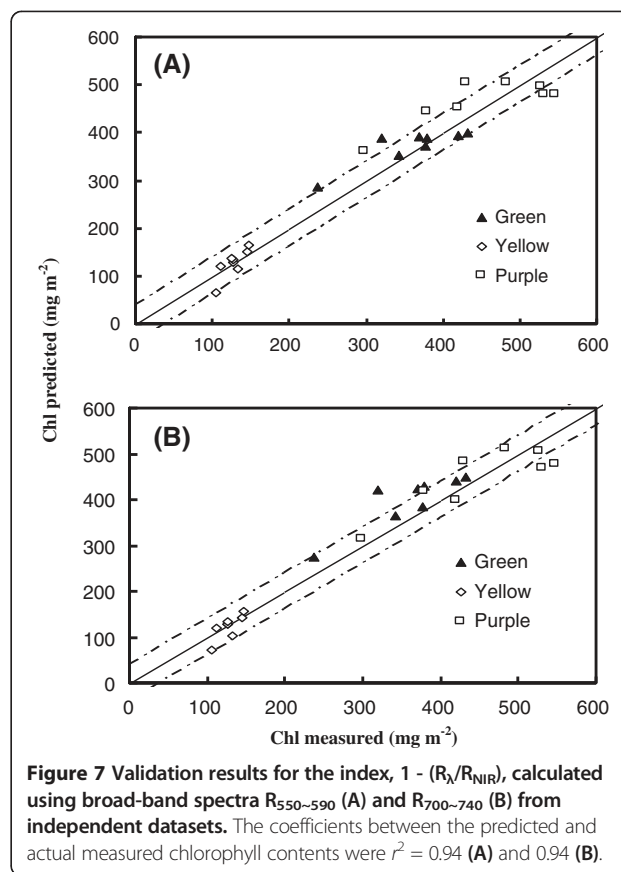 600
(A)
500
400
300
200
100
0
▲ Green
◇ Yellow
□ Purple
0 100 200 300 400 500 600
Chl predicted (mg m⁻²)
600
(B)
500
400
300
200
100
0
▲ Green
◇ Yellow
□ Purple
0 100 200 300 400 500 600
Chl measured (mg m⁻²)
Figure 7 Validation results for the index, 1 - (Rλ/RNIR), calculated
using broad-band spectra R550~590 (A) and R700~740 (B) from
independent datasets. The coefficients between the predicted and
actual measured chlorophyll contents were r² = 0.94 (A) and 0.94 (B).